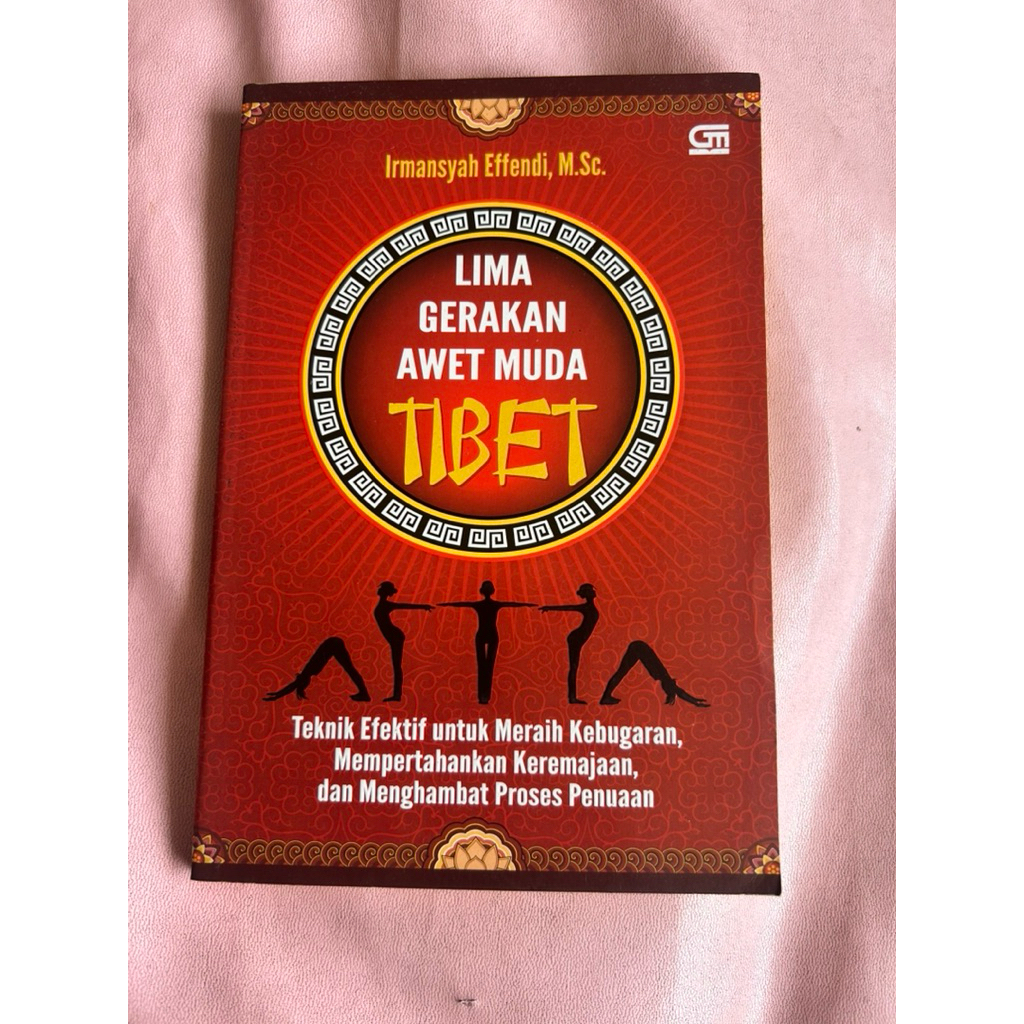 Irmansyah Effendi, M.Sc.
LIMA
GERAKAN
AWET MUDA
TIBET
Teknik Efektif untuk Meraih Kebugaran,
Mempertahankan Keremajaan,
dan Menghambat Proses Penuaan